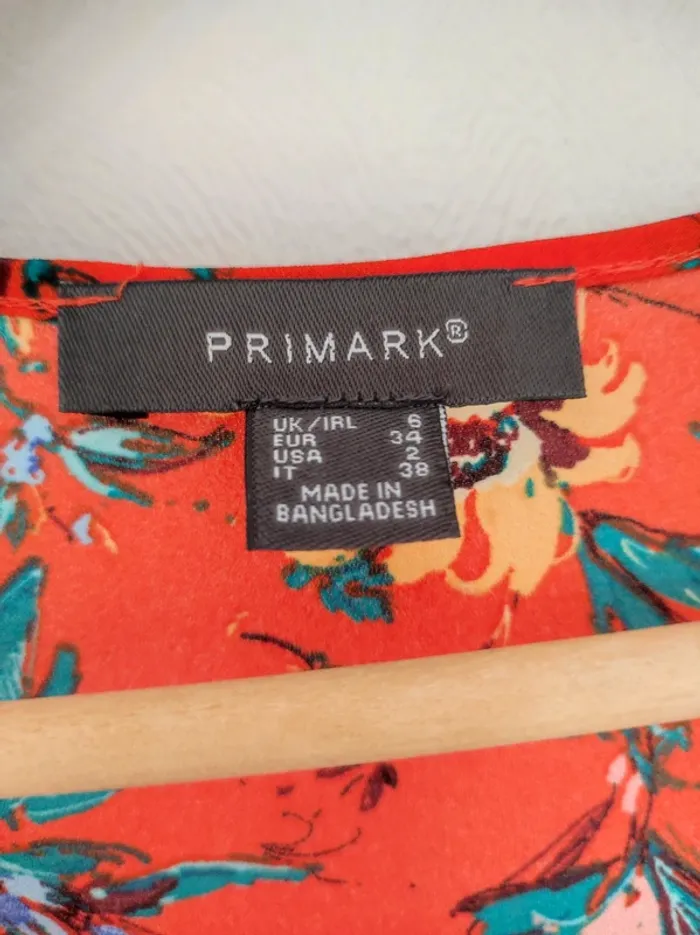 PRIMARK®
UK/IRL 6
EUR 34
USA 2
IT 38
MADE IN
BANGLADESH